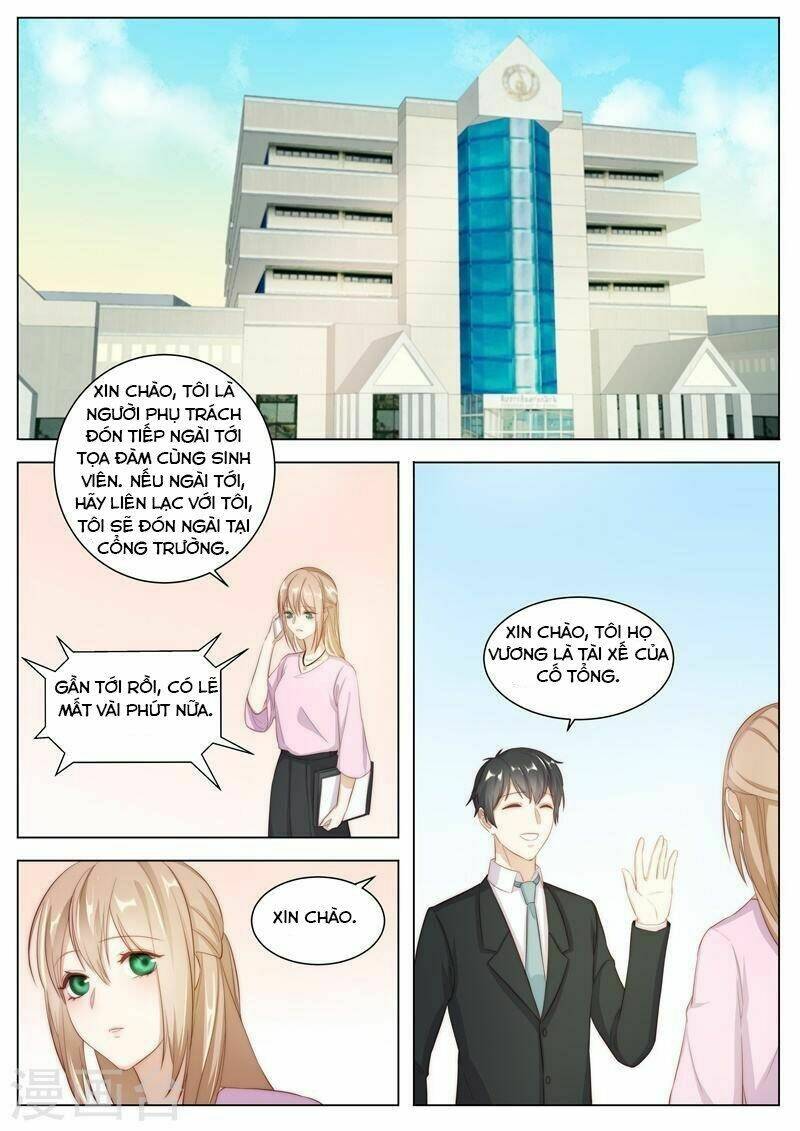 XIN CHÀO, TÔI LÀ
NGƯỜI PHỤ TRÁCH
ĐÓN TIẾP NGÀI TỚI
TỌA ĐÀM CÙNG SINH
VIÊN. NẾU NGÀI TỚI,
HÃY LIÊN LẠC VỚI TÔI,
TÔI SẼ ĐÓN NGÀI TẠI
CỔNG TRƯỜNG.
GẦN TỚI RỒI, CÓ LẼ
MẤT VÀI PHÚT NỮA.
XIN CHÀO, TÔI HỌ
VƯƠNG LÀ TÀI XẾ CỦA
CỐ TỔNG.
XIN CHÀO.
漫画台